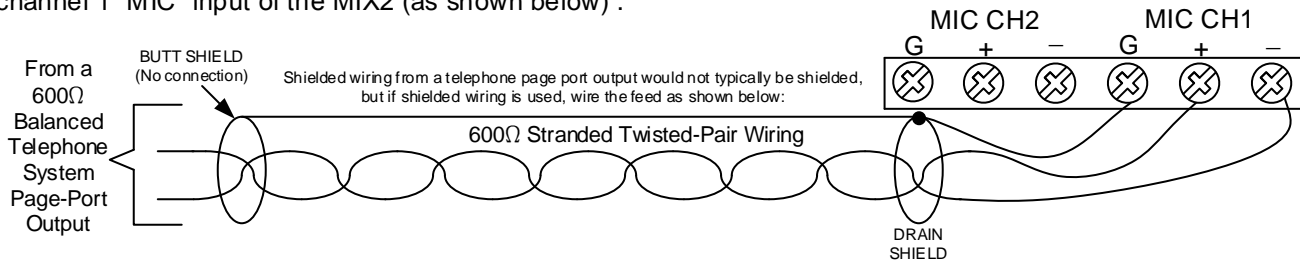 channel 1 "MIC" input of the MIX2 (as shown below) .
MIC CH2
MIC CH1
G + − G + −
BUTT SHIELD
(No connection)
Shielded wiring from a telephone page port output would not typically be shielded,
but if shielded wiring is used, wire the feed as shown below:
From a
600Ω
Balanced
Telephone
System
Page-Port
Output
600Ω Stranded Twisted-Pair Wiring
DRAIN
SHIELD